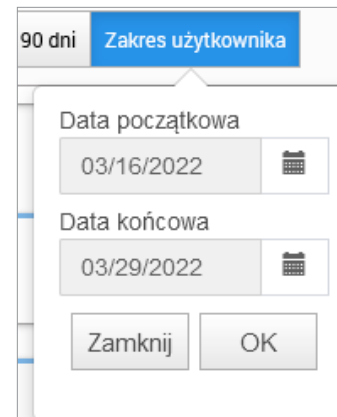 90 dni Zakres użytkownika
Data początkowa
03/16/2022
Data końcowa
03/29/2022
Zamknij OK